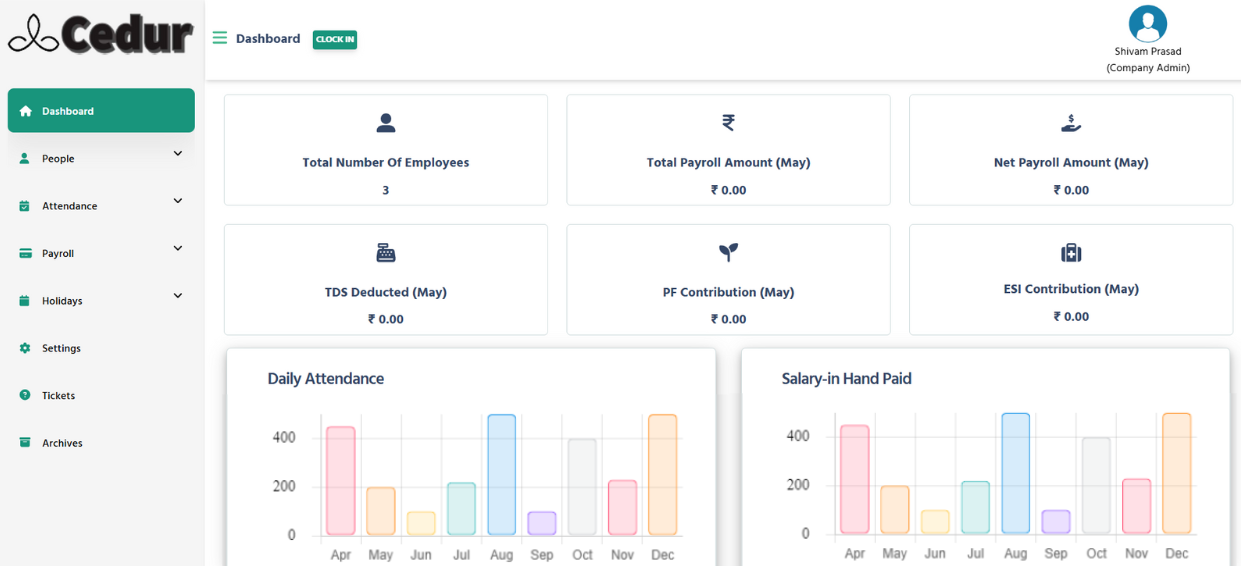 Cedur
Dashboard
CLOCK IN
Shivam Prasad
(Company Admin)
Dashboard
People
Attendance
Payroll
Holidays
Settings
Tickets
Archives
Total Number Of Employees
3
Total Payroll Amount (May)
₹ 0.00
Net Payroll Amount (May)
₹ 0.00
TDS Deducted (May)
₹ 0.00
PF Contribution (May)
₹ 0.00
ESI Contribution (May)
₹ 0.00
Daily Attendance
400
200
0
Apr May Jun Jul Aug Sep Oct Nov Dec
Salary-in Hand Paid
400
200
0
Apr May Jun Jul Aug Sep Oct Nov Dec